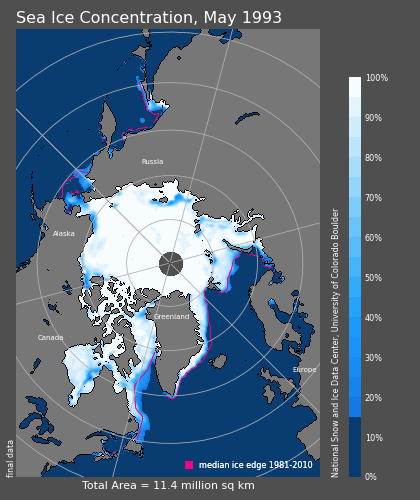 Sea Ice Concentration, May 1993
Russia
Alaska
Greenland
Canada
Europe
median ice edge 1981-2010
final data
Total Area = 11.4 million sq km
National Snow and Ice Data Center, University of Colorado Boulder
100%
90%
80%
70%
60%
50%
40%
30%
20%
10%
0%